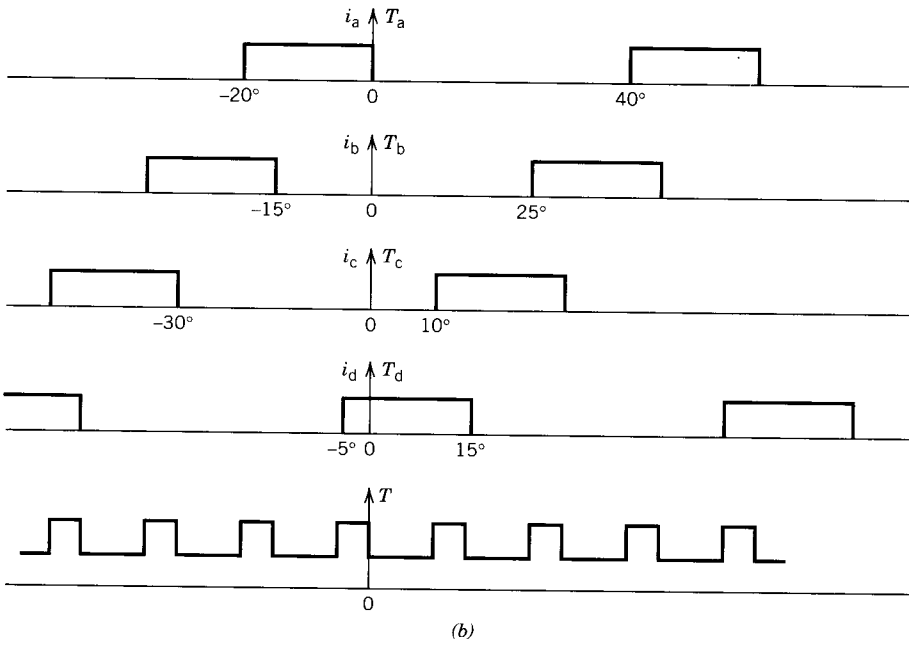 i_a T_a
−20° 0 40°
i_b T_b
−15° 0 25°
i_c T_c
−30° 0 10°
i_d T_d
−5° 0 15°
T
0
(b)